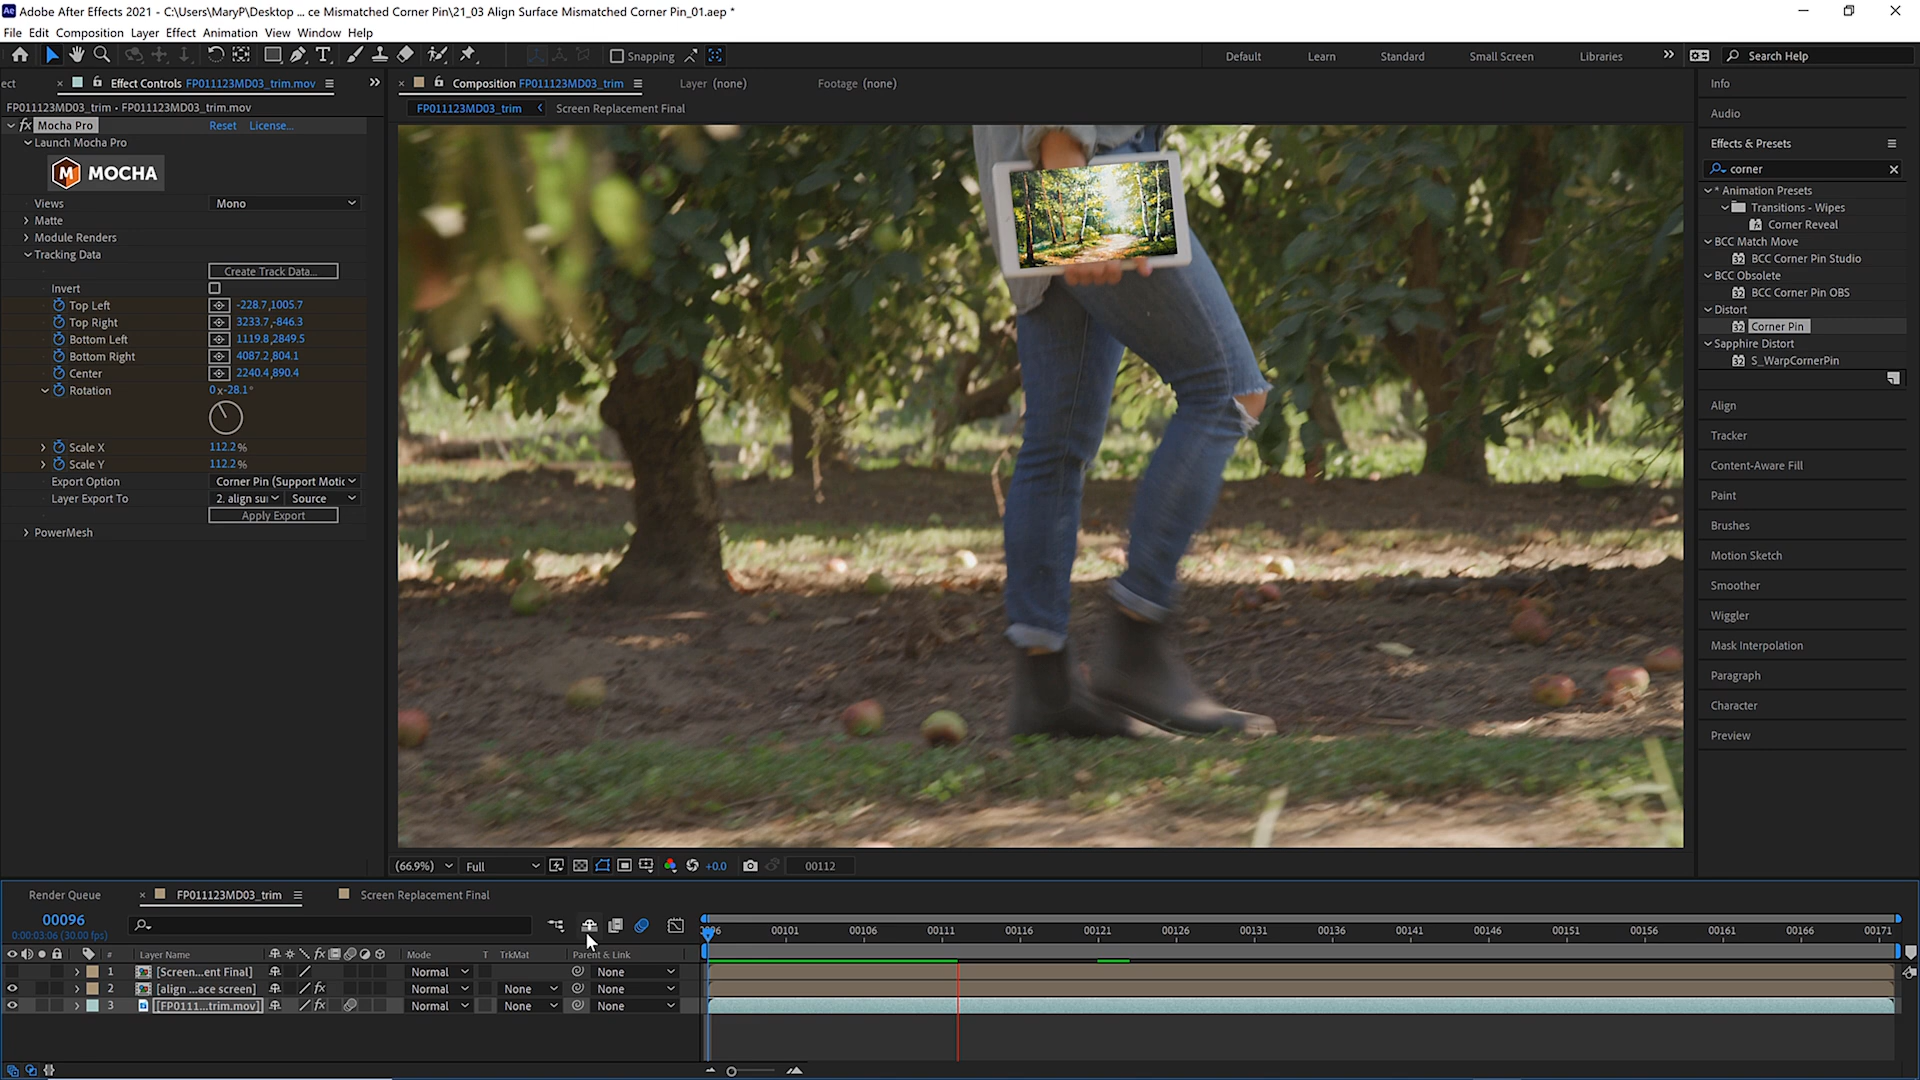 Adobe After Effects 2021 - C:\Users\MaryP\Desktop ... ce Mismatched Corner Pin\21_03 Align Surface Mismatched Corner Pin_01.aep *
File Edit Composition Layer Effect Animation View Window Help
Snapping Default Learn Standard Small Screen Libraries Search Help
ect Effect Controls FP011123MD03_trim.mov
Composition FP011123MD03_trim Layer (none) Footage (none)
FP011123MD03_trim • FP011123MD03_trim.mov
FP011123MD03_trim Screen Replacement Final
fx Mocha Pro Reset License...
Launch Mocha Pro
M MOCHA
Views Mono
Matte
Module Renders
Tracking Data
Create Track Data...
Invert
Top Left -228.7,1005.7
Top Right 3233.7,-846.3
Bottom Left 1119.8,2849.5
Bottom Right 4087.2,804.1
Center 2240.4,890.4
Rotation 0x-28.1°
Scale X 112.2%
Scale Y 112.2%
Export Option Corner Pin (Support Motic
Layer Export To 2. align su Source
Apply Export
PowerMesh
Info
Audio
Effects & Presets
corner
* Animation Presets
Transitions - Wipes
Corner Reveal
BCC Match Move
BCC Corner Pin Studio
BCC Obsolete
BCC Corner Pin OBS
Distort
Corner Pin
Sapphire Distort
S_WarpCornerPin
Align
Tracker
Content-Aware Fill
Paint
Brushes
Motion Sketch
Smoother
Wiggler
Mask Interpolation
Paragraph
Character
Preview
(66.9%) Full +0.0 00112
Render Queue FP011123MD03_trim Screen Replacement Final
00096
0:00:03:06 (30.00 fps)
00101 00106 00111 00116 00121 00126 00131 00136 00141 00146 00151 00156 00161 00166 00171
# Layer Name fx Mode T TrkMat Parent & Link
1 [Screen...ent Final] Normal None
2 [align ...ace screen] fx Normal None None
3 [FP0111...trim.mov] fx Normal None None